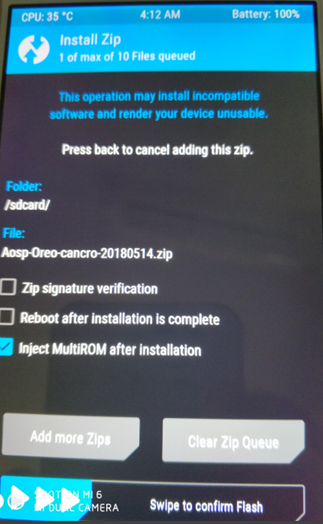 CPU: 35 °C 4:12 AM Battery: 100%
Install Zip
1 of max of 10 Files queued
This operation may install incompatible
software and render your device unusable.
Press back to cancel adding this zip.
Folder:
/sdcard/
File:
Aosp-Oreo-cancro-20180514.zip
Zip signature verification
Reboot after installation is complete
Inject MultiROM after installation
Add more Zips Clear Zip Queue
Swipe to confirm Flash
MI 6
DUAL CAMERA